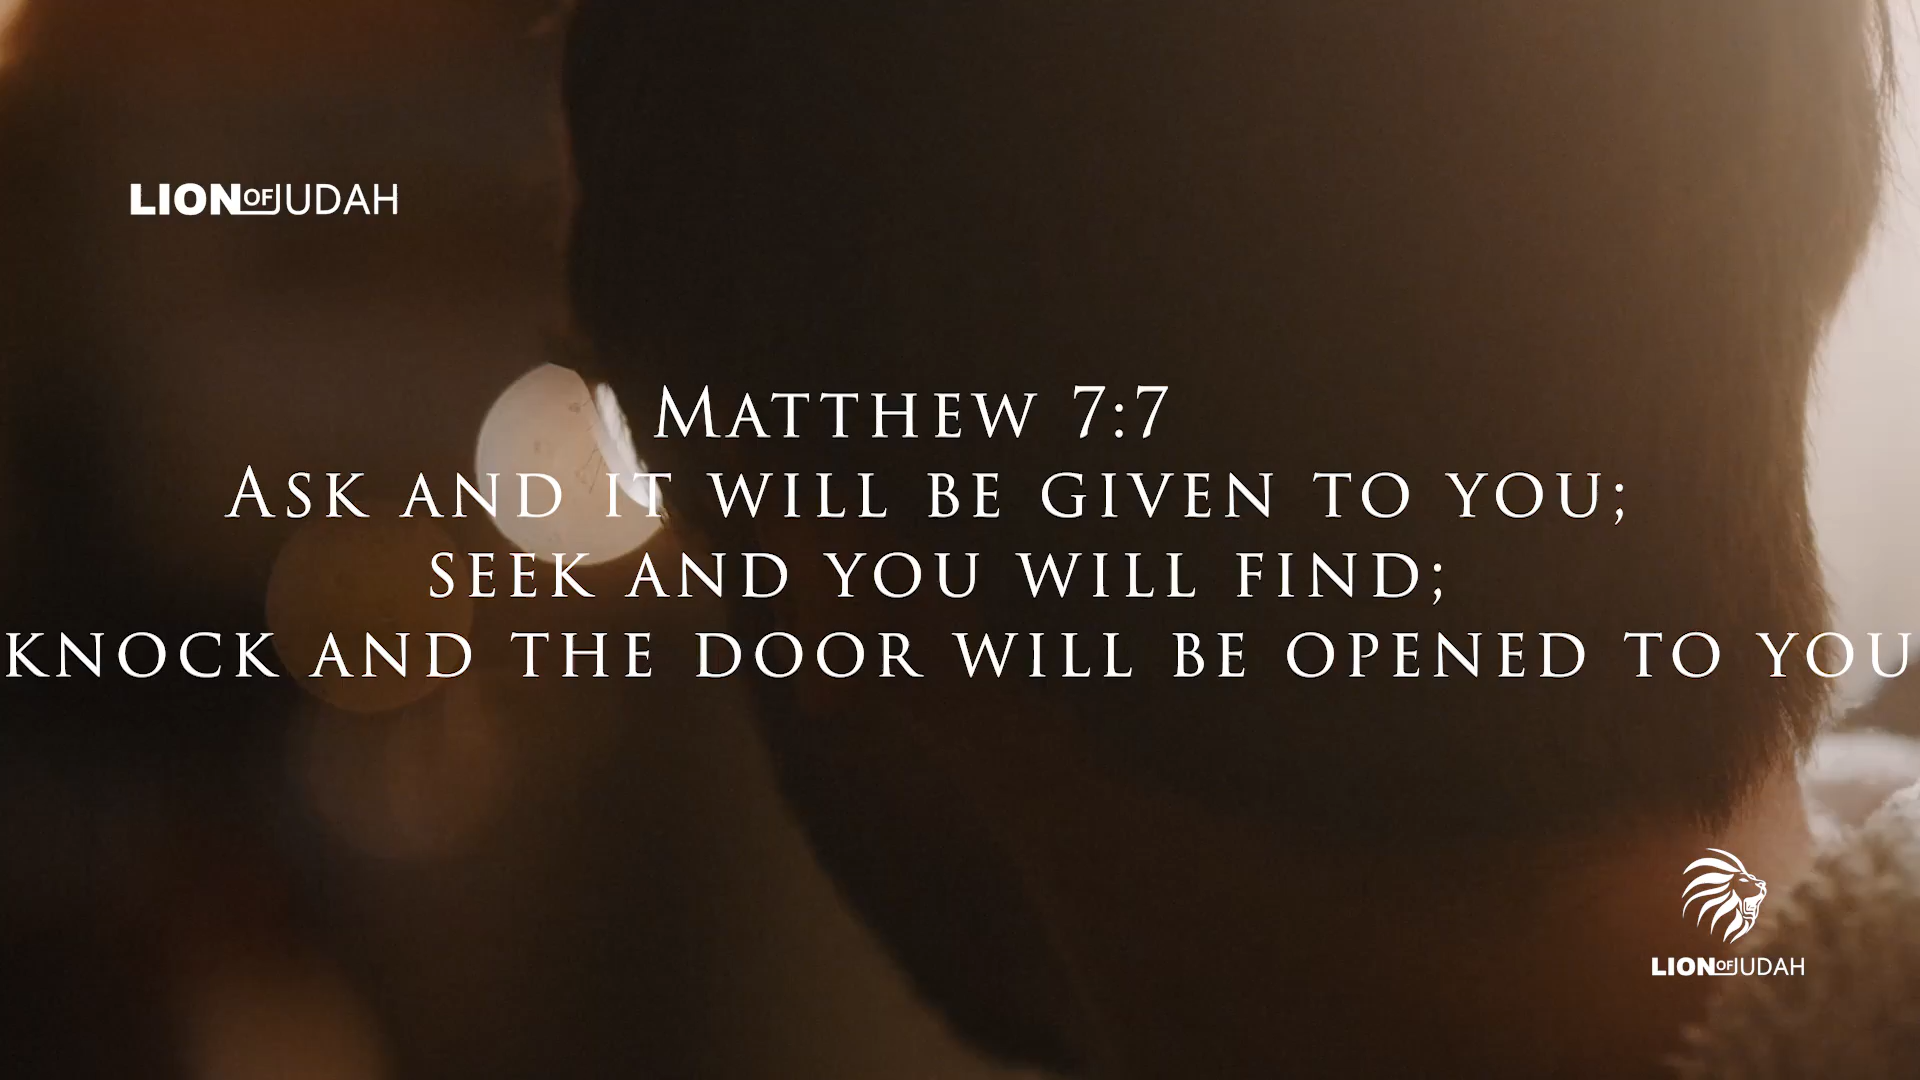 LION OF JUDAH
Matthew 7:7
Ask and it will be given to you;
seek and you will find;
knock and the door will be opened to you
LION OF JUDAH